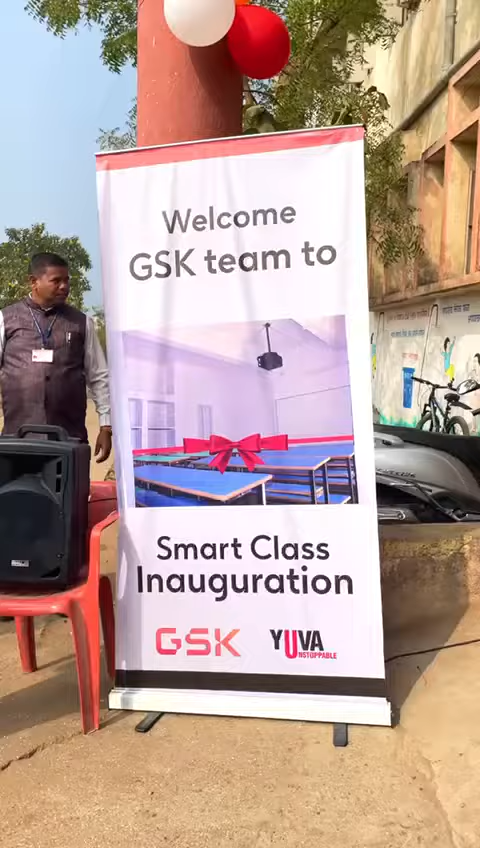 Welcome
GSK team to
Smart Class
Inauguration
GSK
YUVA
UNSTOPPABLE